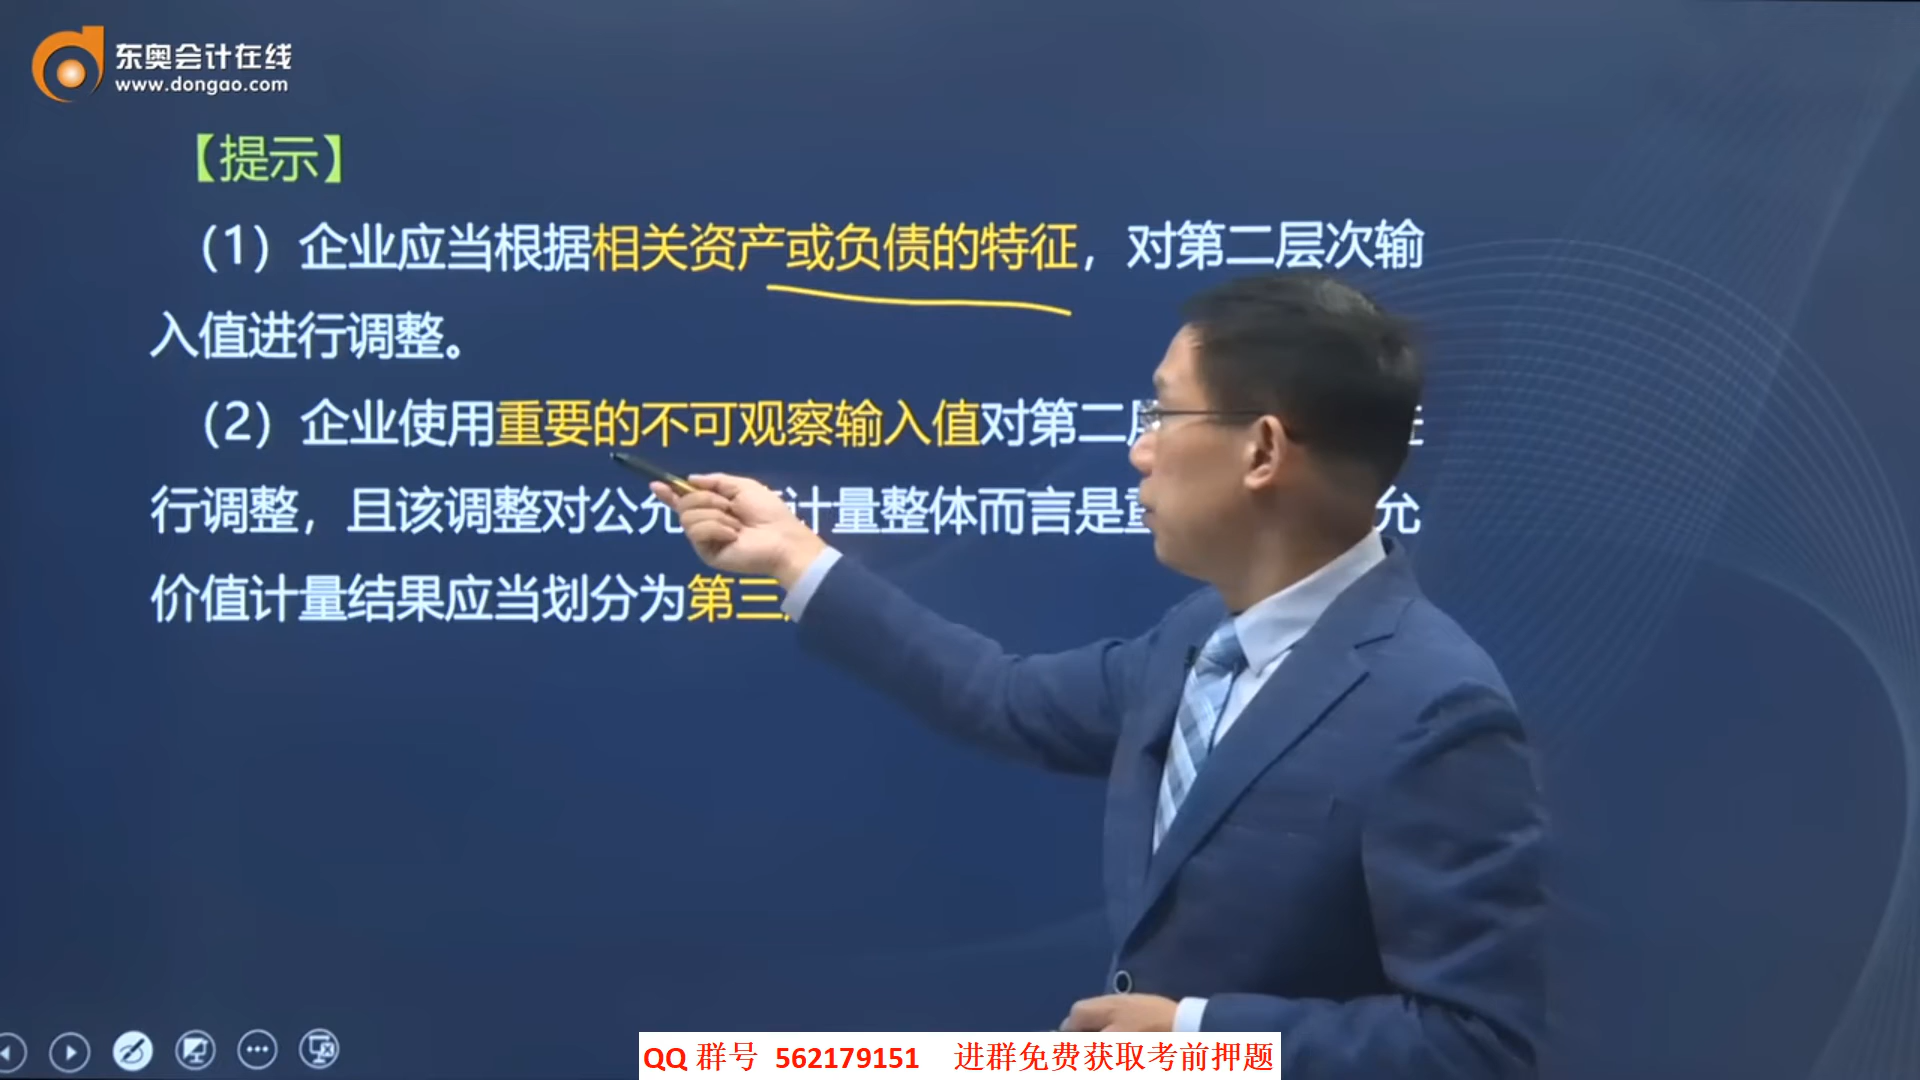 东奥会计在线
www.dongao.com
【提示】
（1）企业应当根据相关资产或负债的特征，对第二层次输
入值进行调整。
（2）企业使用重要的不可观察输入值对第二
行调整，且该调整对公允 计量整体而言是 允
价值计量结果应当划分为第三
QQ 群号 562179151 进群免费获取考前押题